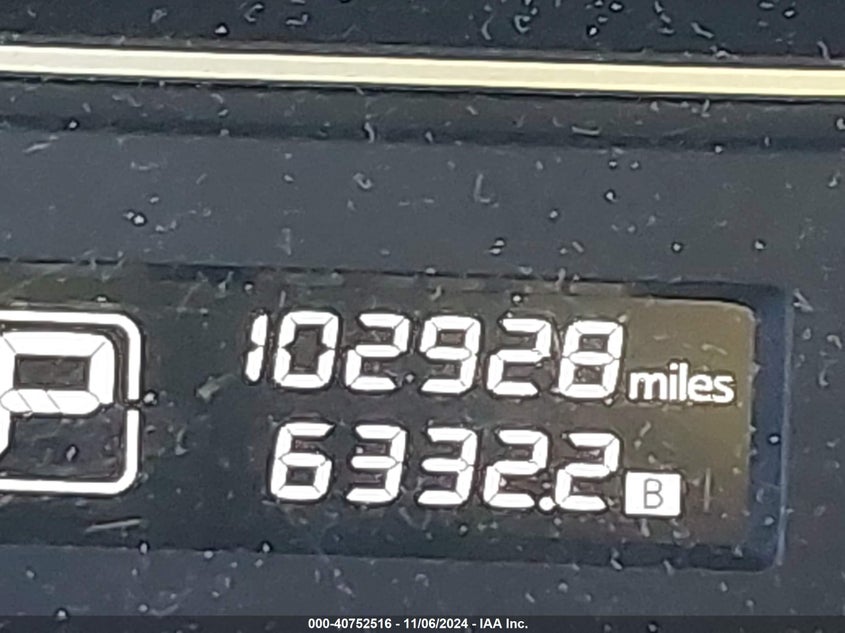 P
102928 miles
6332.2 B
000-40752516 - 11/06/2024 - IAA Inc.